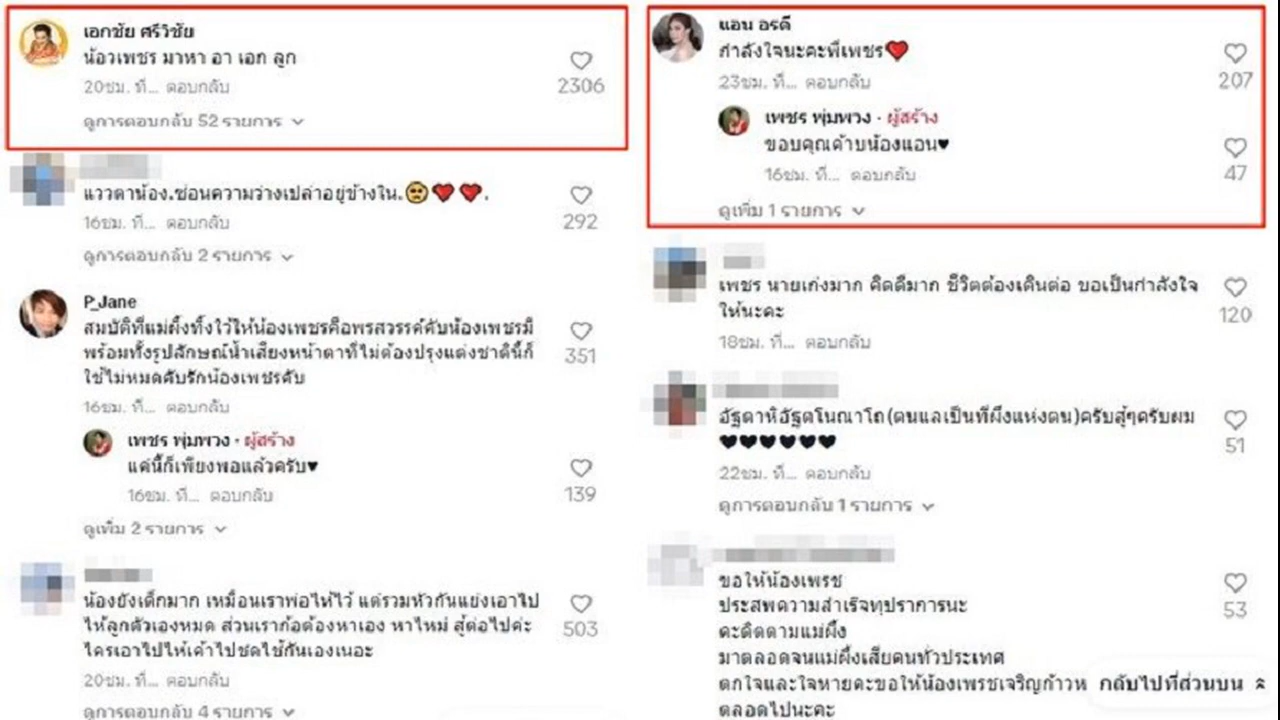 เอกชัย ศรีวิชัย
น้อวเพชร มาหา อา เอก ลูก
20ชม. ที่... ตอบกลับ
2306
ดูการตอบกลับ 52 รายการ
แววตาน้อง.ซ่อนความว่างเปล่าอยู่ข้างใน.🥺❤❤.
16ชม. ที่... ตอบกลับ
292
ดูการตอบกลับ 2 รายการ
P_Jane
สมบัติที่แม่ผึ้งทิ้งใว้ให้น้องเพชรคือพรสวรรค์คับน้องเพชรมี
พร้อมทั้งรูปลักษณ์น้ำเสียงหน้าตาที่ไม่ต้องปรุงแต่งชาตินี้ก็
ใช้ไม่หมดคับรักน้องเพชรคับ
351
16ชม. ที่... ตอบกลับ
เพชร พุ่มพวง · ผู้สร้าง
แค่นี้ก็เพียงพอแล้วครับ♥
16ชม. ที่... ตอบกลับ
139
ดูเพิ่ม 2 รายการ
น้องยังเด็กมาก เหมือนเราพ่อให้ไว้ แต่รวมหัวกันแย่งเอาไป
ให้ลูกตัวเองหมด ส่วนเราก้อต้องหาเอง หาใหม่ สู้ต่อไปค่ะ
ใครเอาไปให้เค้าไปชดใช้กันเองเนอะ
503
20ชม. ที่... ตอบกลับ
ดูการตอบกลับ 4 รายการ
แอน อรดี
กำลังใจนะคะพี่เพชร❤
23ชม. ที่... ตอบกลับ
207
เพชร พุ่มพวง · ผู้สร้าง
ขอบคุณค้าบน้องแอน♥
16ชม. ที่... ตอบกลับ
47
ดูเพิ่ม 1 รายการ
เพชร นายเก่งมาก คิดดีมาก ชีวิตต้องเดินต่อ ขอเป็นกำลังใจ
ให้นะคะ
120
18ชม. ที่... ตอบกลับ
อัฐตาหิอัฐตโนณาโถ(ตนแลเป็นที่ผึ่งแห่งตน)ครับสู้ๆครับผม
♥♥♥♥♥♥
51
22ชม. ที่... ตอบกลับ
ดูการตอบกลับ 1 รายการ
ขอให้น้องเพรช
ประสพความสำเร็จทุปราการนะ
คะติดตามแม่ผึ้ง
53
มาตลอดจนแม่ผึ้งเสียคนทั่วประเทศ
ตกใจและใจหายคะขอให้น้องเพรชเจริญก้าวห กลับไปที่ส่วนบน
ตลอดไปนะคะ